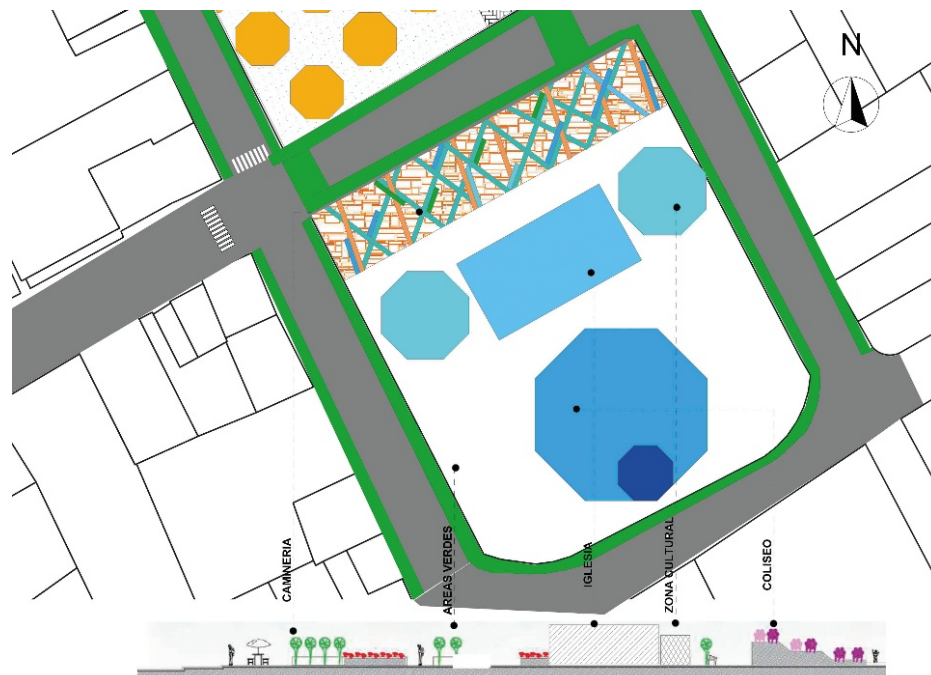 N
CAMINERIA
AREAS VERDES
IGLESIA
ZONA CULTURAL
COLISEO